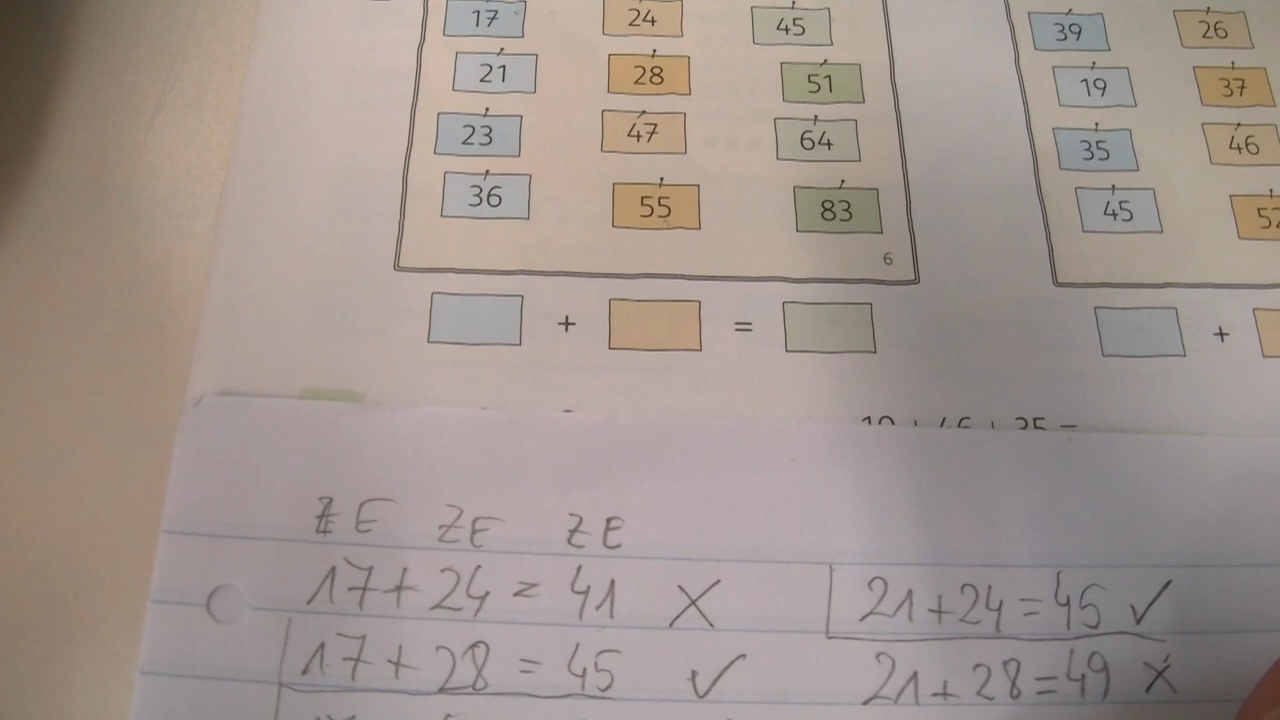 17 24 45 39 26
21 28 51 19 37
23 47 64 35 46
36 55 83 45
6
+ = +
ZE ZE ZE
17+24=41 X 21+24=45 ✓
17+28=45 ✓ 21+28=49 X